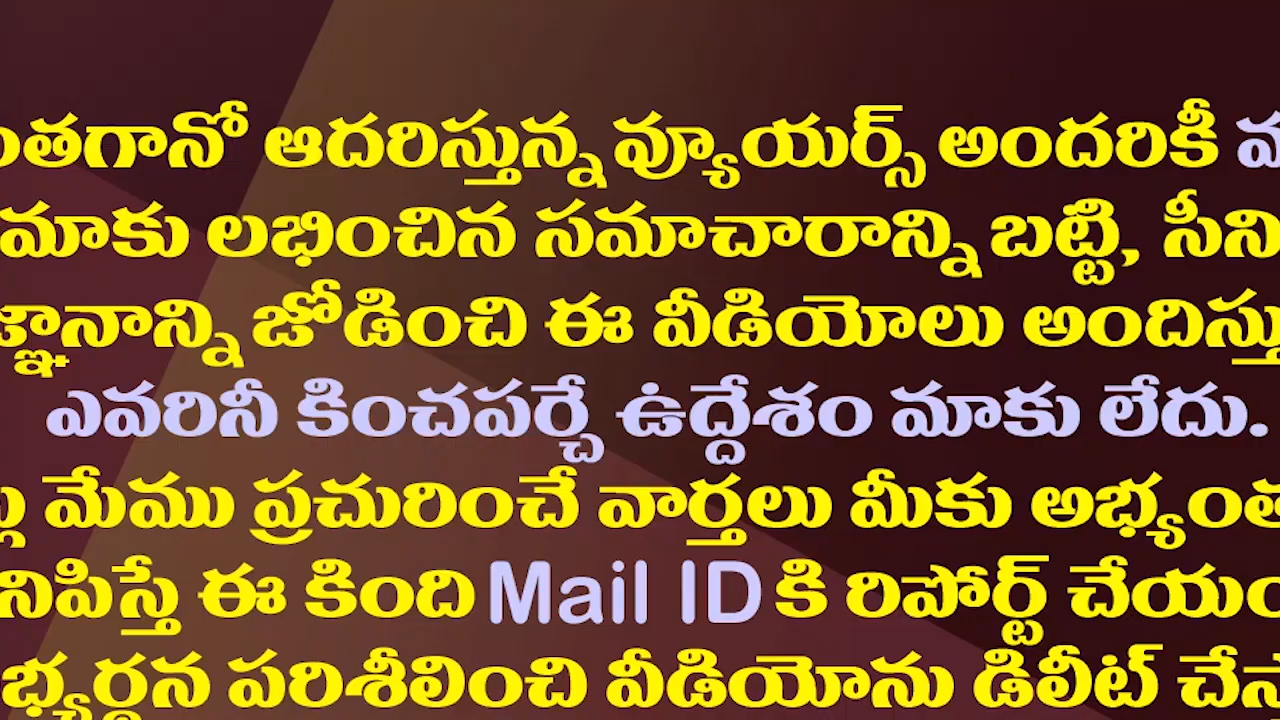 ఆదరిస్తున్న వ్యూయర్స్ అందరికీ
మాకు లభించిన సమాచారాన్ని బట్టి,
జోడించి ఈ వీడియోలు
ఎవరినీ కించపర్చే ఉద్దేశం మాకు లేదు.
మేము ప్రచురించే వార్తలు మీకు
ఈ కింది Mail ID కి రిపోర్ట్
పరిశీలించి వీడియోను డిలీట్